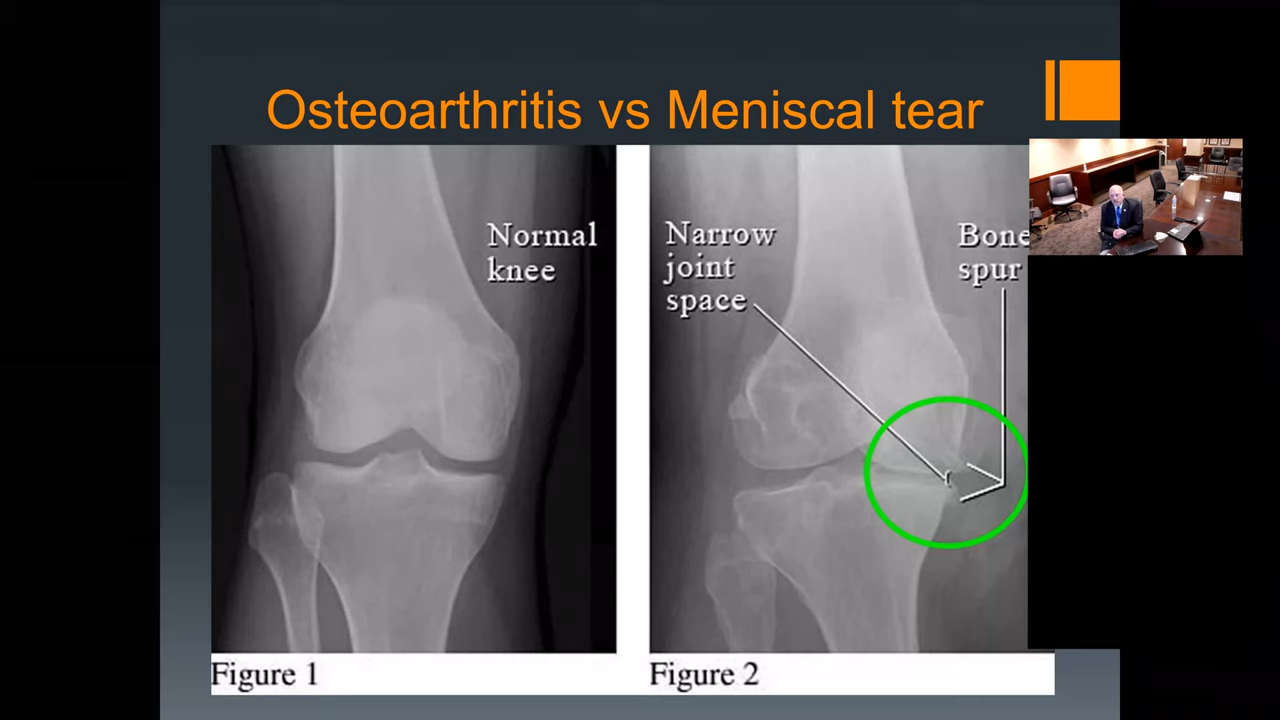 Osteoarthritis vs Meniscal tear
Normal
knee
Narrow
joint
space
Bone
spur
Figure 1
Figure 2